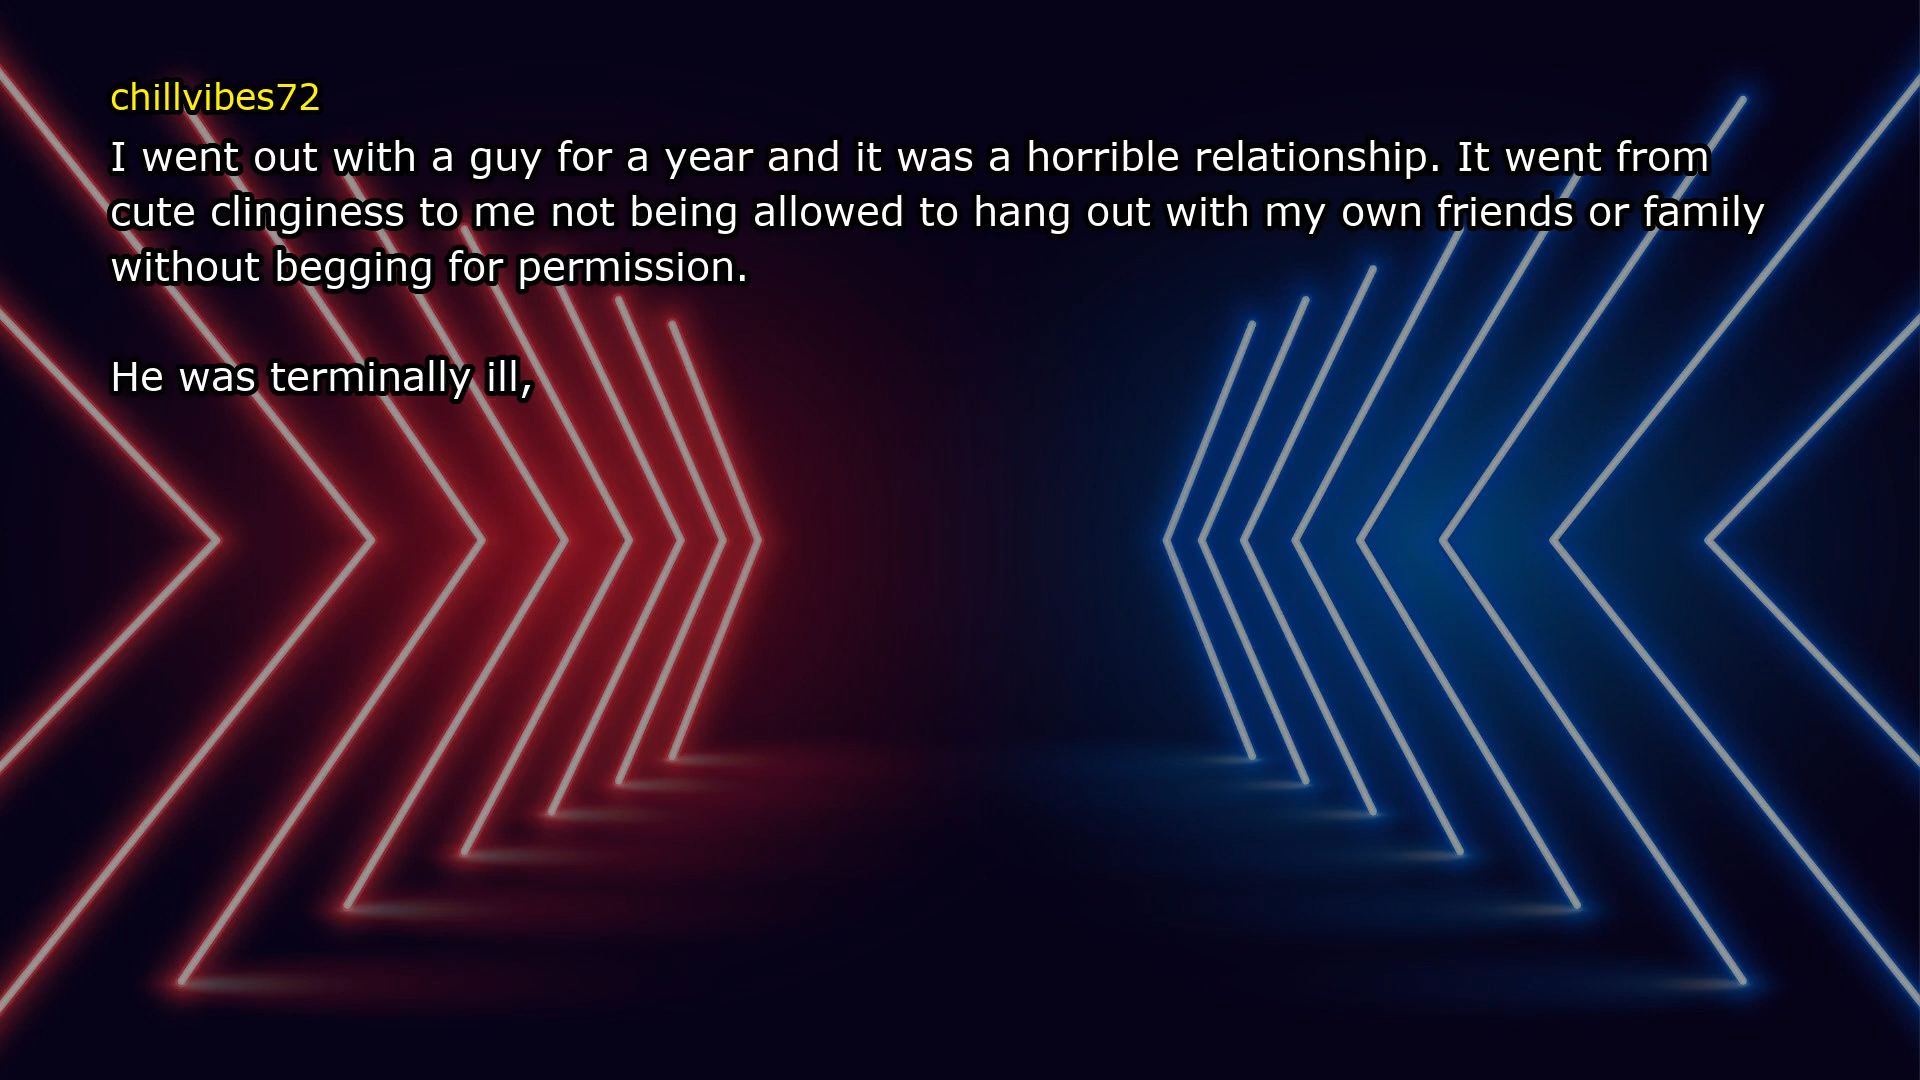 chillvibes72
I went out with a guy for a year and it was a horrible relationship. It went from
cute clinginess to me not being allowed to hang out with my own friends or family
without begging for permission.
He was terminally ill,